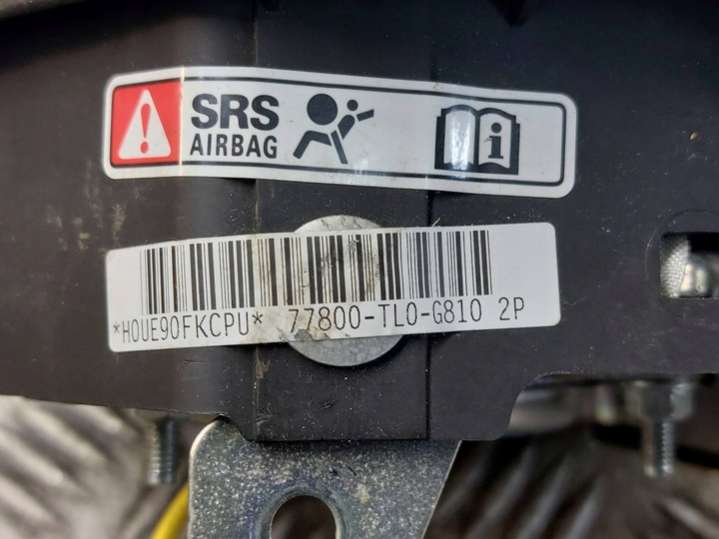 SRS
AIRBAG
*H0UE90FKCPU* 77800-TL0-G810 2P